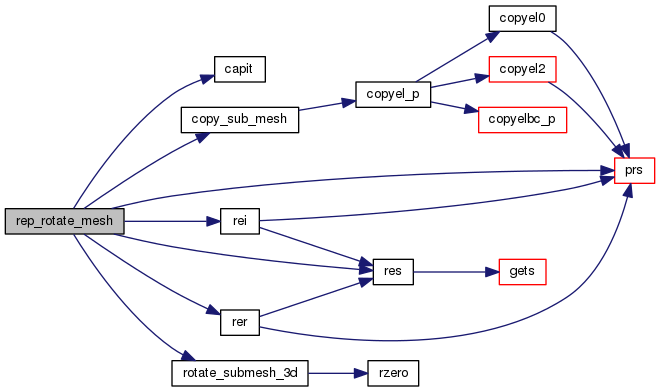 copyel0
capit
copyel2
copyel_p
copy_sub_mesh
copyelbc_p
prs
rep_rotate_mesh
rei
res
gets
rer
rotate_submesh_3d
rzero